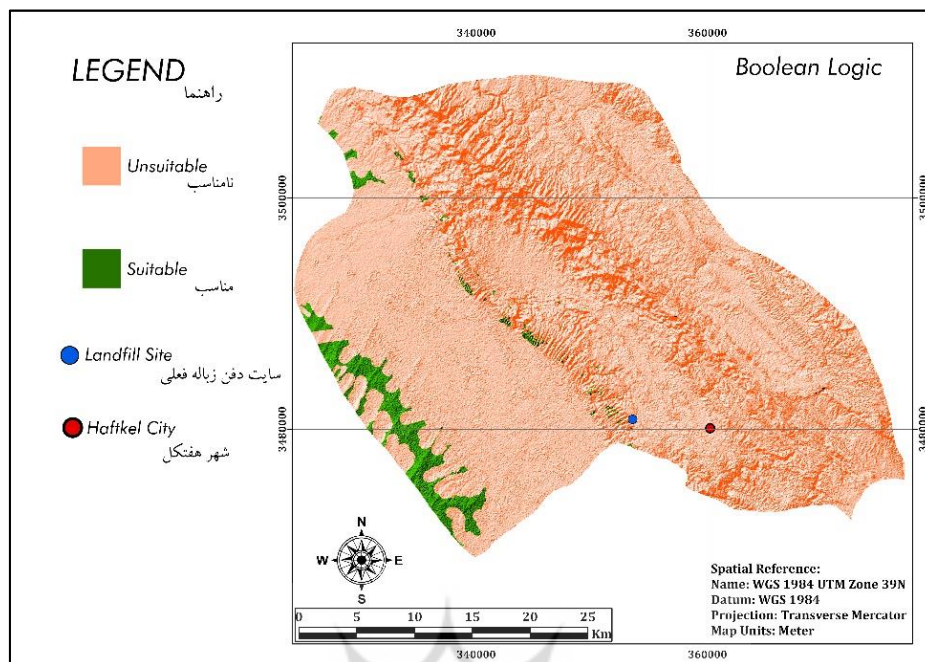 340000
360000
LEGEND
راهنما
Boolean Logic
Unsuitable
نامناسب
3500000
3500000
Suitable
مناسب
Landfill Site
سایت دفن زباله فعلی
Haftkel City
شهر هفتکل
3480000
3480000
N
W
E
S
Spatial Reference:
Name: WGS 1984 UTM Zone 39N
Datum: WGS 1984
Projection: Transverse Mercator
Map Units: Meter
0 5 10 15 20 25
Km
340000
360000